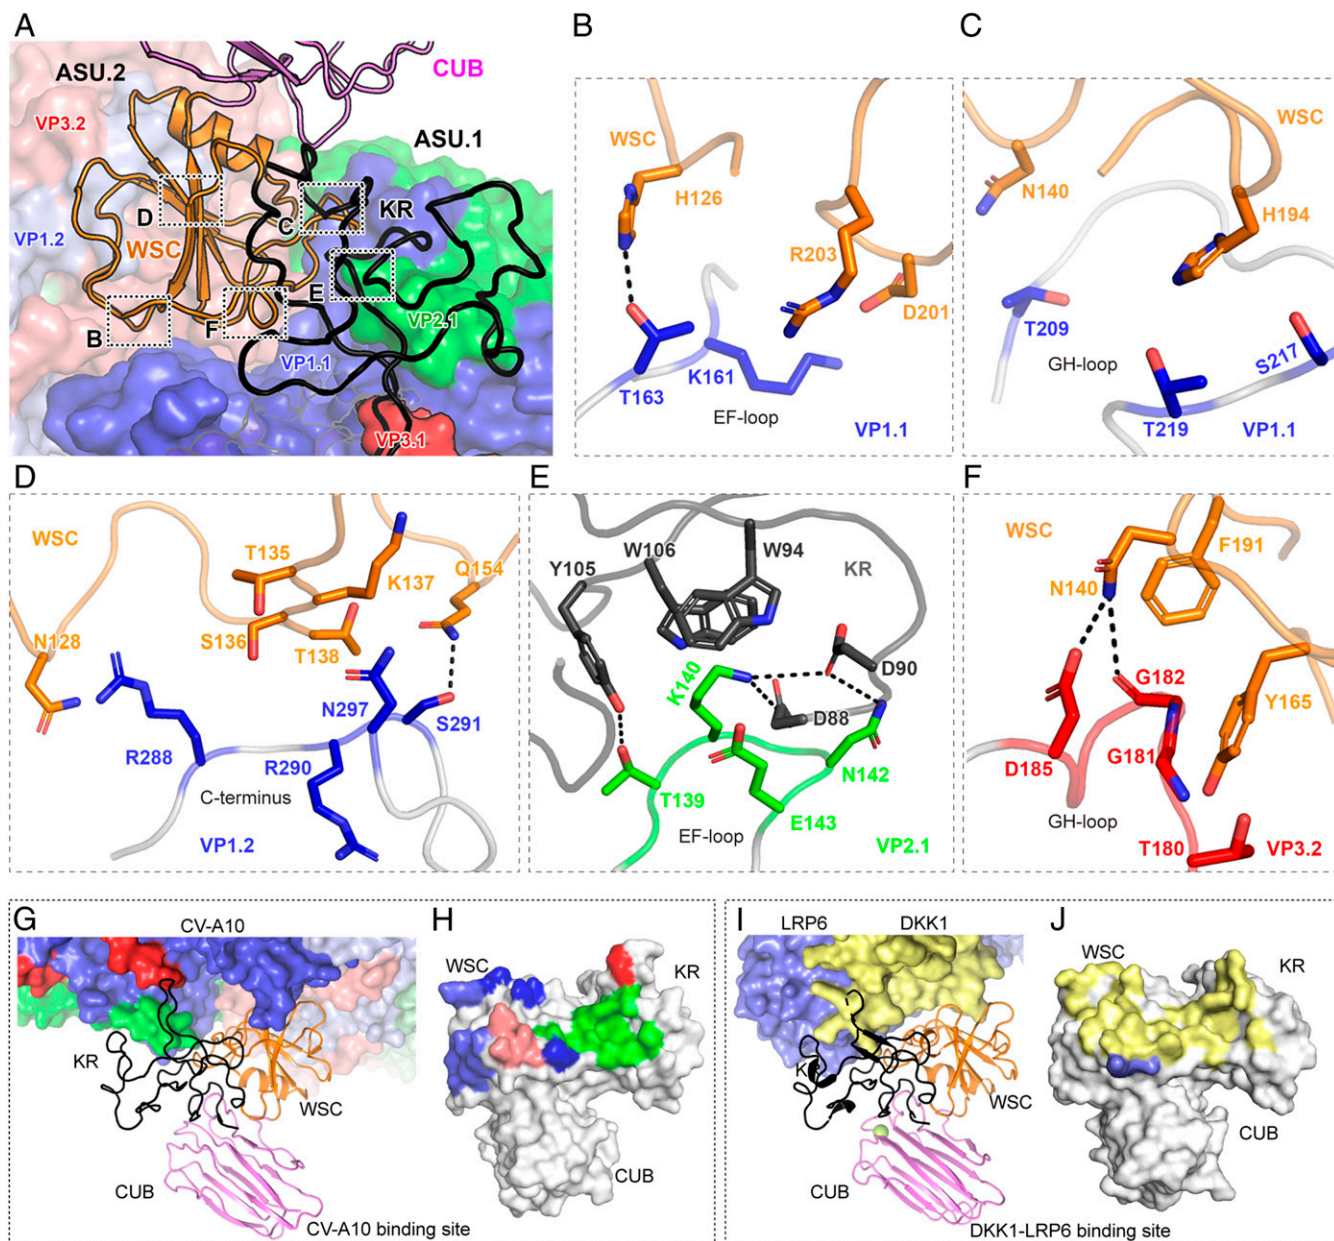 A
ASU.2
CUB
VP3.2
ASU.1
D
C
KR
VP1.2
WSC
E
B
F
VP2.1
VP1.1
VP3.1
B
WSC
H126
R203
D201
K161
T163
EF-loop
VP1.1
C
WSC
N140
H194
T209
GH-loop
S217
T219
VP1.1
D
WSC
T135
K137
Q154
N128
S136
T138
N297
S291
R288
R290
C-terminus
VP1.2
E
W106
W94
Y105
KR
D90
K140
D88
N142
T139
E143
EF-loop
VP2.1
F
WSC
F191
N140
G182
Y165
D185
G181
GH-loop
T180
VP3.2
G
CV-A10
KR
WSC
CUB
CV-A10 binding site
H
WSC
KR
CUB
I
LRP6
DKK1
K
WSC
CUB
DKK1-LRP6 binding site
J
WSC
KR
CUB